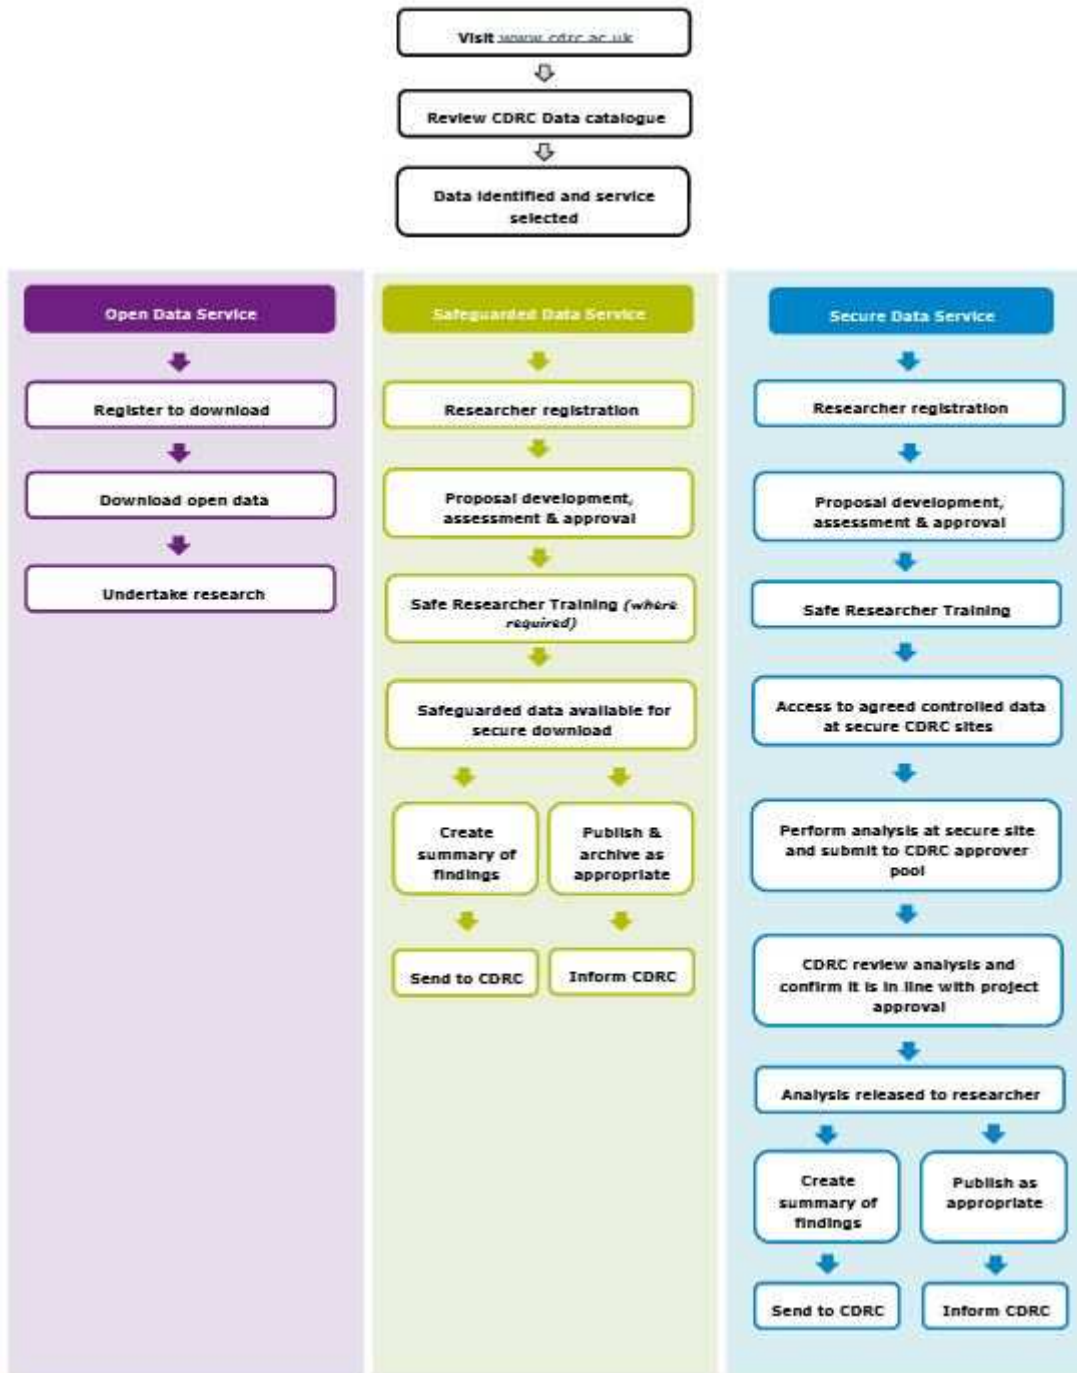 Visit www.cdrc.ac.uk
Review CDRC Data catalogue
Data identified and service
selected
Open Data Service
Register to download
Download open data
Undertake research
Safeguarded Data Service
Researcher registration
Proposal development,
assessment & approval
Safe Researcher Training (where
required)
Safeguarded data available for
secure download
Create
summary of
findings
Publish &
archive as
appropriate
Send to CDRC
Inform CDRC
Secure Data Service
Researcher registration
Proposal development,
assessment & approval
Safe Researcher Training
Access to agreed controlled data
at secure CDRC sites
Perform analysis at secure site
and submit to CDRC approver
pool
CDRC review analysis and
confirm it is in line with project
approval
Analysis released to researcher
Create
summary of
findings
Publish as
appropriate
Send to CDRC
Inform CDRC